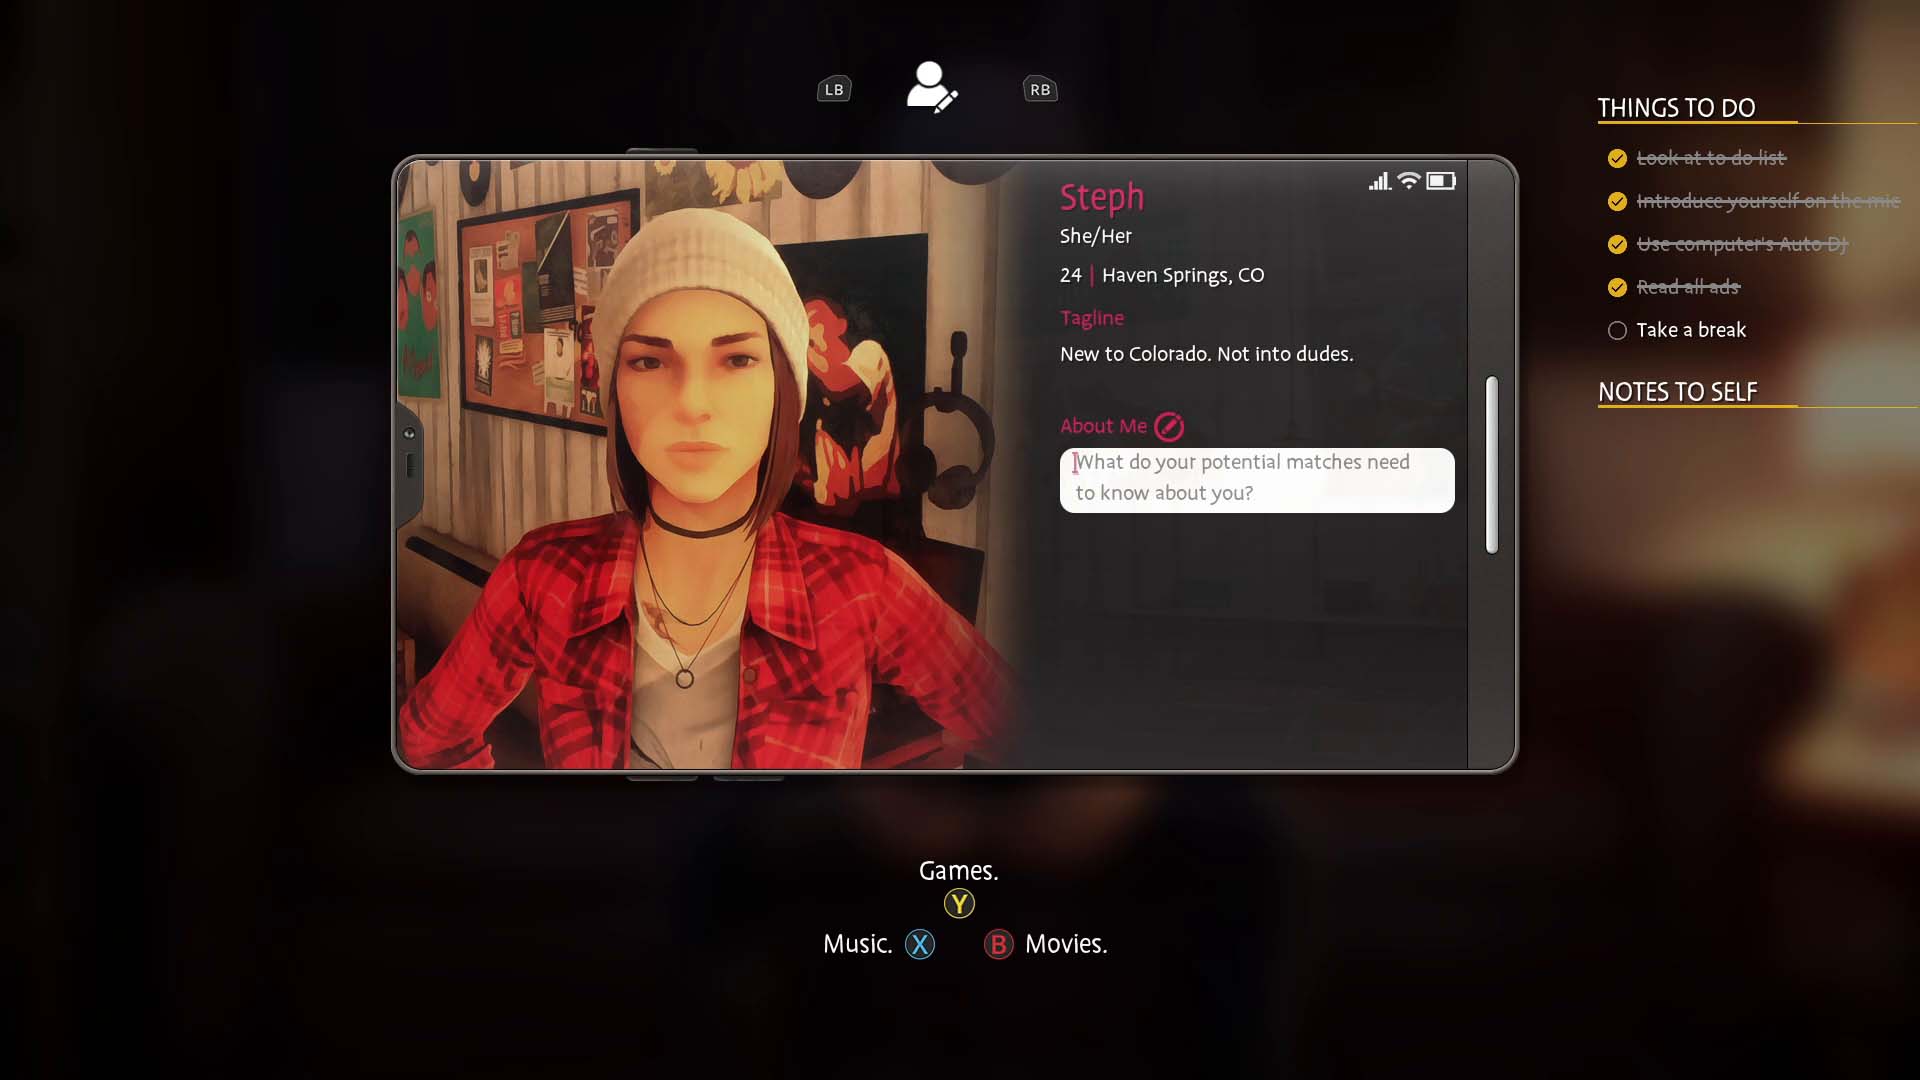 LB
RB
THINGS TO DO
Look at to do list
Introduce yourself on the mic
Use computer's Auto DJ
Read all ads
Take a break
NOTES TO SELF
Steph
She/Her
24 | Haven Springs, CO
Tagline
New to Colorado. Not into dudes.
About Me
What do your potential matches need
to know about you?
Games.
Y
Music. X B Movies.